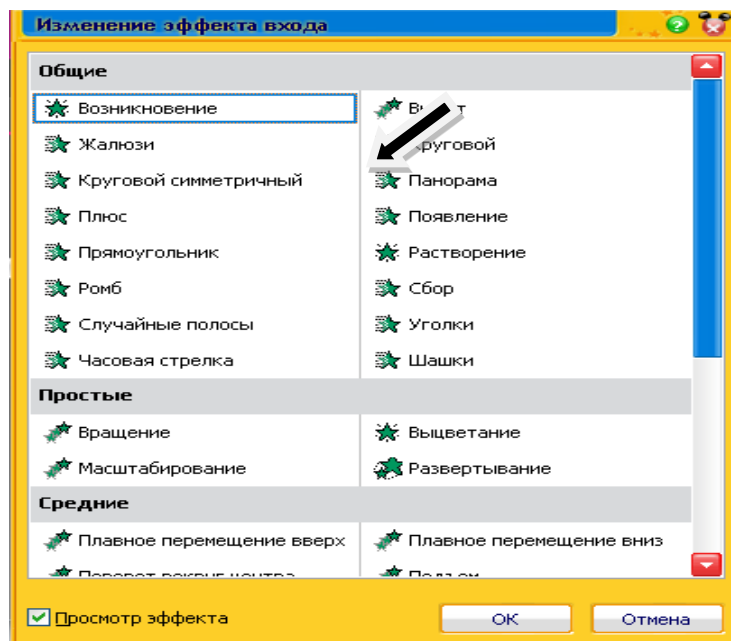 Изменение эффекта входа
Общие
Возникновение
Жалюзи Круговой
Круговой симметричный Панорама
Плюс Появление
Прямоугольник Растворение
Ромб Сбор
Случайные полосы Уголки
Часовая стрелка Шашки
Простые
Вращение Выцветание
Масштабирование Развертывание
Средние
Плавное перемещение вверх Плавное перемещение вниз
Просмотр эффекта ОК Отмена